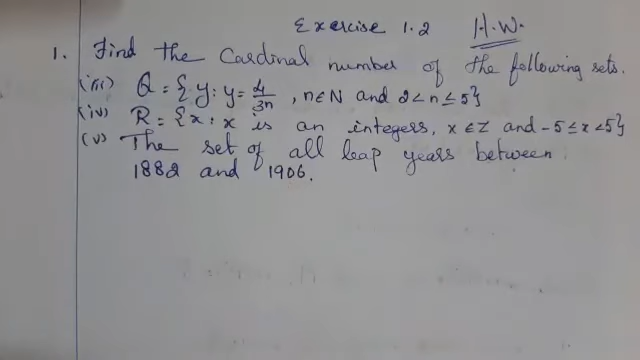 Exercise 1.2 H.W.
1. Find the Cardinal number of the following sets.
(iii) Q = {y : y = 4/3n , n ∈ N and 2 < n ≤ 5}
(iv) R = {x : x is an integers, x ∈ Z and -5 ≤ x < 5}
(v) The set of all leap years between
1882 and 1906.